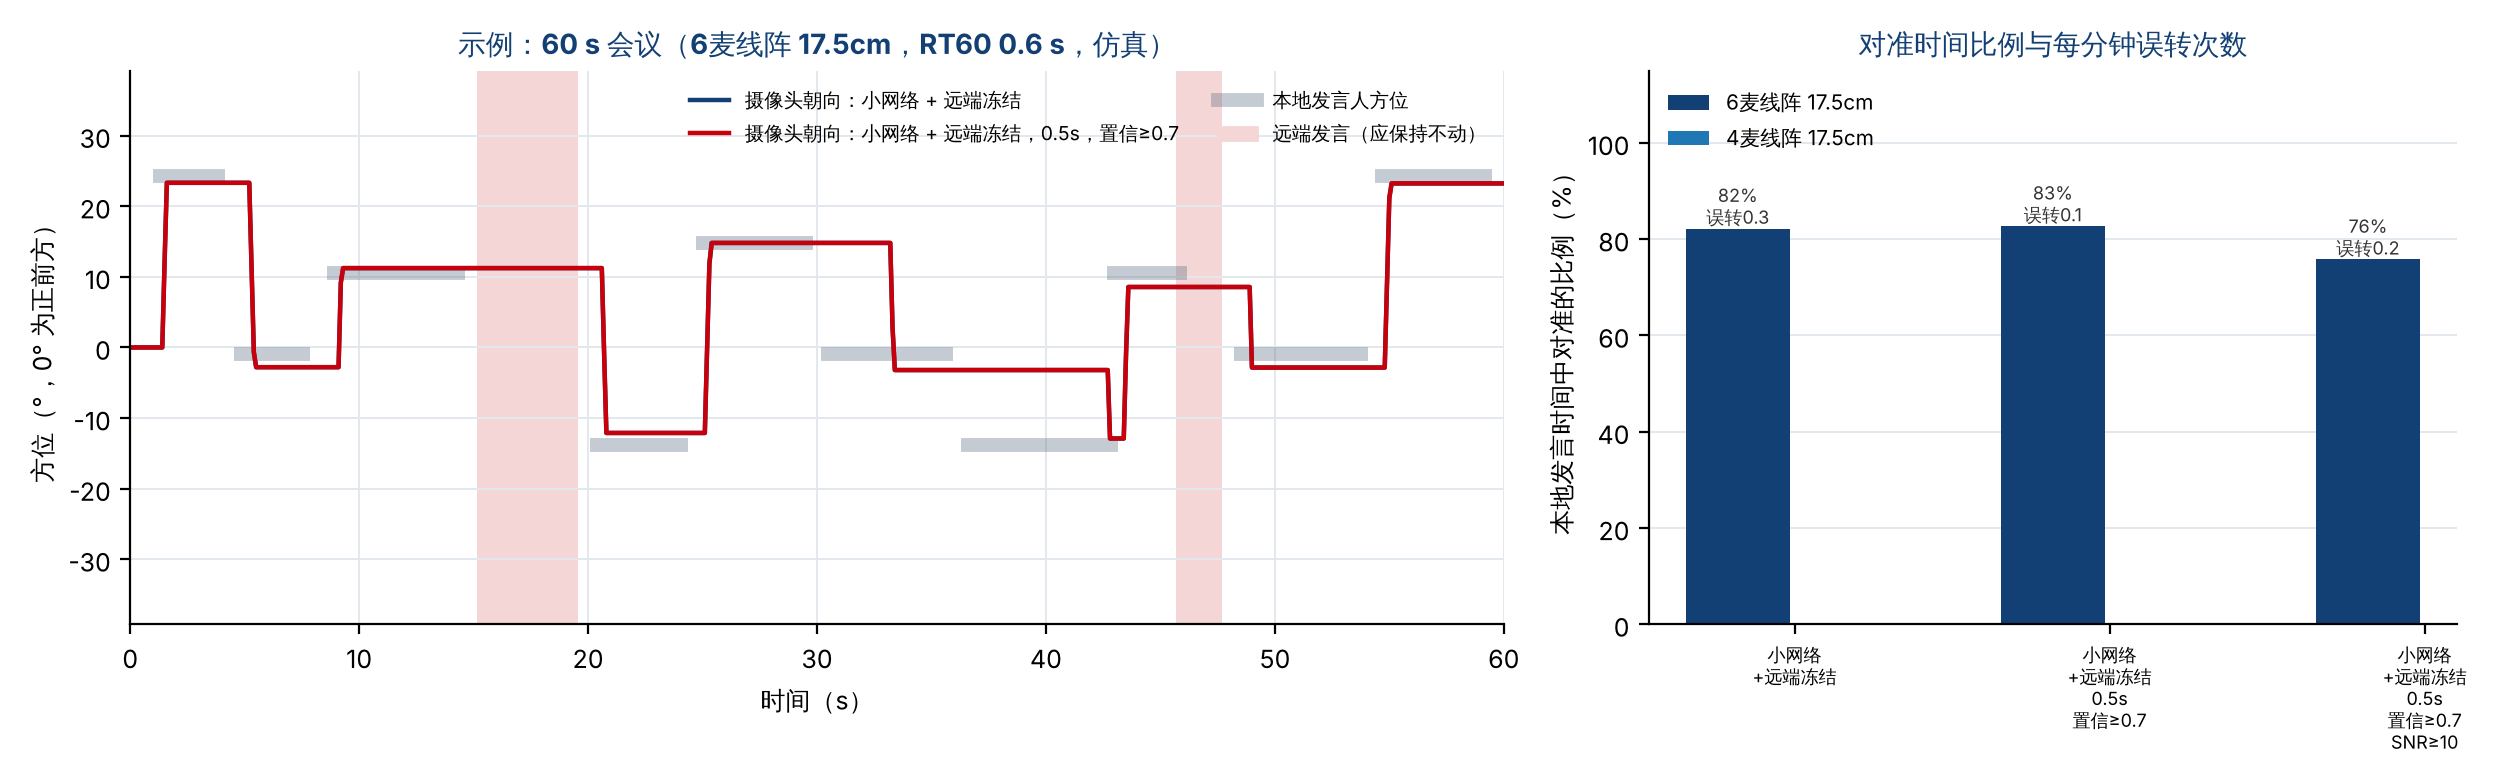 示例：60 s 会议（6麦线阵 17.5cm，RT60 0.6 s，仿真）
摄像头朝向：小网络 + 远端冻结
摄像头朝向：小网络 + 远端冻结，0.5s，置信≥0.7
本地发言人方位
远端发言（应保持不动）
方位（°，0° 为正前方）
30
20
10
0
-10
-20
-30
0
10
20
30
40
50
60
时间（s）
对准时间比例与每分钟误转次数
6麦线阵 17.5cm
4麦线阵 17.5cm
本地发言时间中对准的比例（%）
100
80
60
40
20
0
82%
误转0.3
83%
误转0.1
76%
误转0.2
小网络
+远端冻结
小网络
+远端冻结
0.5s
置信≥0.7
小网络
+远端冻结
0.5s
置信≥0.7
SNR≥10